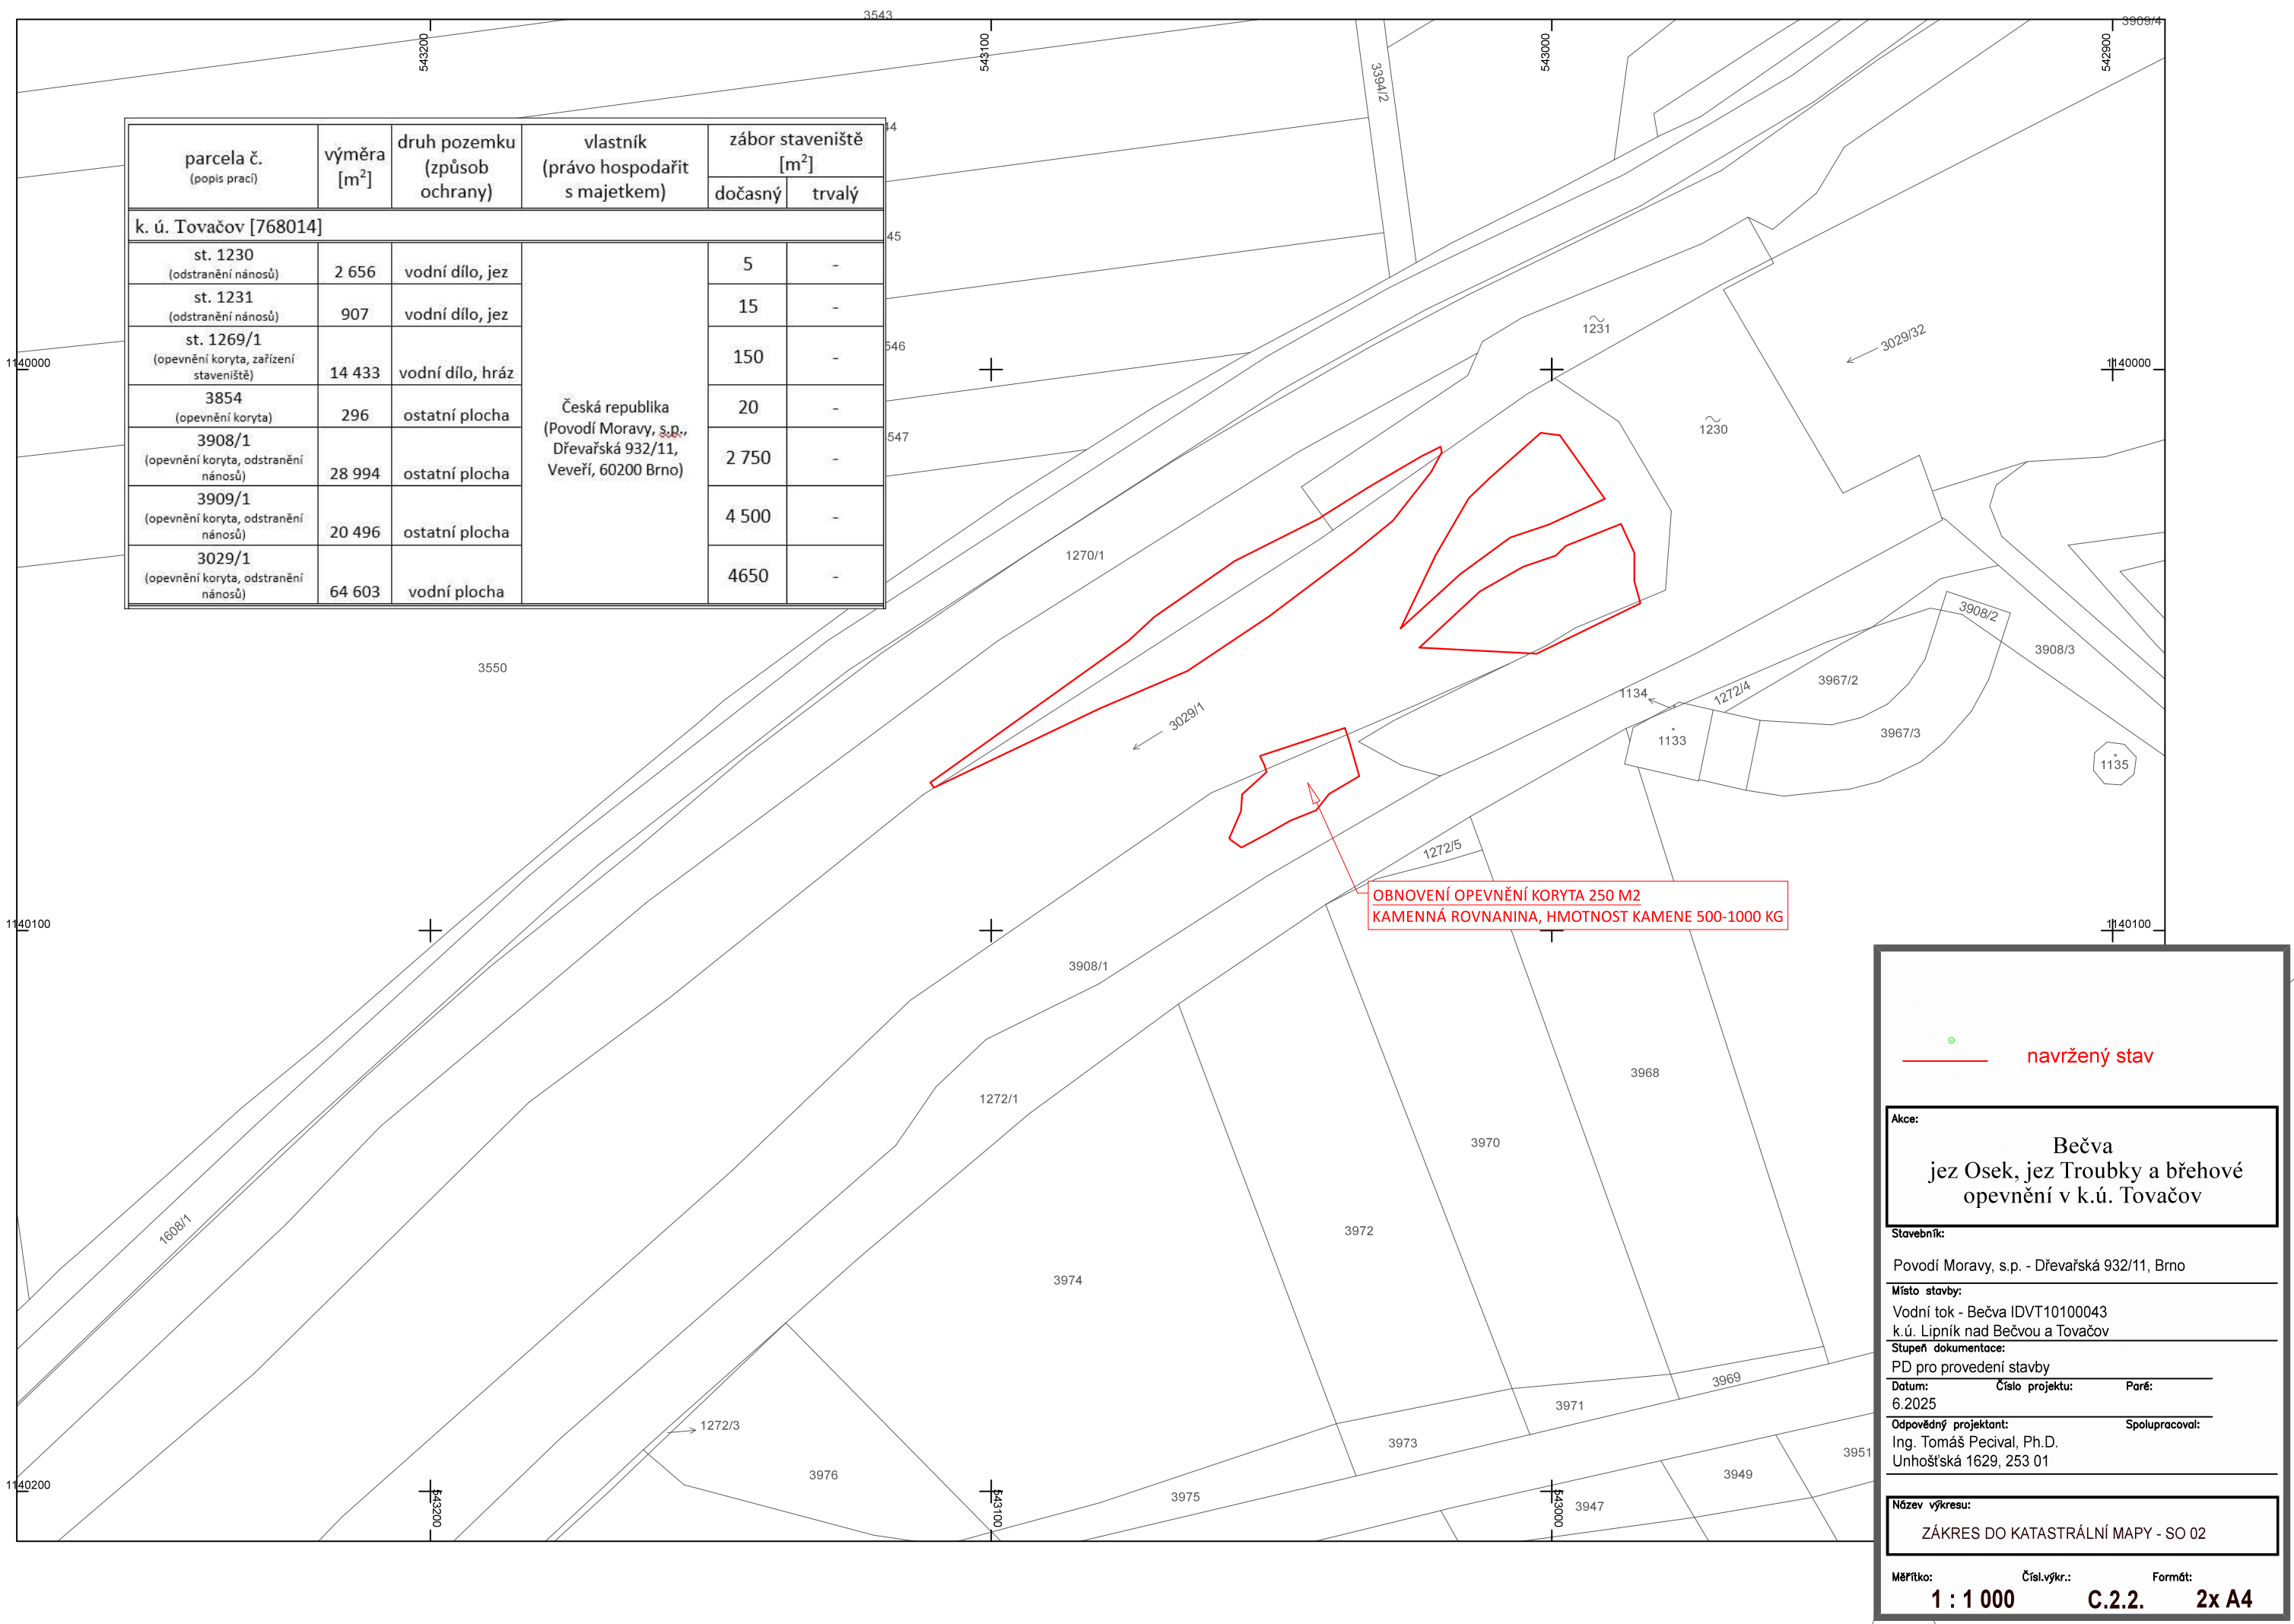 3543
3909/4
543200
543100
543000
542900
3394/2
44
45
546
547
parcela č.
(popis prací)
výměra
[m²]
druh pozemku
(způsob
ochrany)
vlastník
(právo hospodařit
s majetkem)
zábor staveniště
[m²]
dočasný
trvalý
k. ú. Tovačov [768014]
st. 1230
(odstranění nánosů)
2 656
vodní dílo, jez
5
-
st. 1231
(odstranění nánosů)
907
vodní dílo, jez
15
-
st. 1269/1
(opevnění koryta, zařízení
staveniště)
14 433
vodní dílo, hráz
150
-
3854
(opevnění koryta)
296
ostatní plocha
20
-
3908/1
(opevnění koryta, odstranění
nánosů)
28 994
ostatní plocha
2 750
-
3909/1
(opevnění koryta, odstranění
nánosů)
20 496
ostatní plocha
4 500
-
3029/1
(opevnění koryta, odstranění
nánosů)
64 603
vodní plocha
4650
-
Česká republika
(Povodí Moravy, s.p.,
Dřevařská 932/11,
Veveří, 60200 Brno)
1140000
1140000
1231
3029/32
1230
1270/1
3908/2
3908/3
3550
3967/2
1134
1272/4
3029/1
3967/3
1133
1135
1272/5
OBNOVENÍ OPEVNĚNÍ KORYTA 250 M2
KAMENNÁ ROVNANINA, HMOTNOST KAMENE 500-1000 KG
1140100
1140100
3908/1
3968
1272/1
3970
1608/1
3972
3974
3969
3971
1272/3
3973
3951
3976
3949
3975
3947
1140200
543200
543100
543000
navržený stav
Akce:
Bečva
jez Osek, jez Troubky a břehové
opevnění v k.ú. Tovačov
Stavebník:
Povodí Moravy, s.p. - Dřevařská 932/11, Brno
Místo stavby:
Vodní tok - Bečva IDVT10100043
k.ú. Lipník nad Bečvou a Tovačov
Stupeň dokumentace:
PD pro provedení stavby
Datum: Číslo projektu: Paré:
6.2025
Odpovědný projektant: Spolupracoval:
Ing. Tomáš Pecival, Ph.D.
Unhošťská 1629, 253 01
Název výkresu:
ZÁKRES DO KATASTRÁLNÍ MAPY - SO 02
Měřítko: Čísl.výkr.: Formát:
1 : 1 000 C.2.2. 2x A4